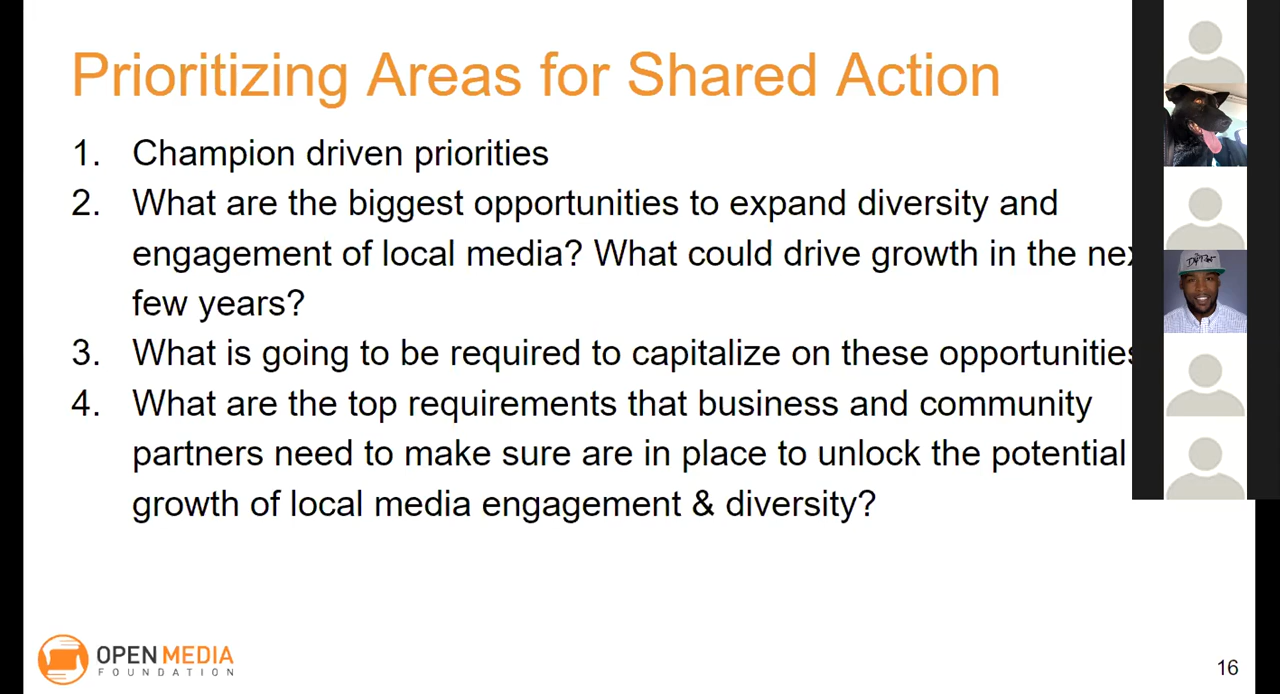 Prioritizing Areas for Shared Action
1. Champion driven priorities
2. What are the biggest opportunities to expand diversity and
engagement of local media? What could drive growth in the
few years?
3. What is going to be required to capitalize on these
4. What are the top requirements that business and community
partners need to make sure are in place to unlock the potential
growth of local media engagement & diversity?
OPEN MEDIA
FOUNDATION
16